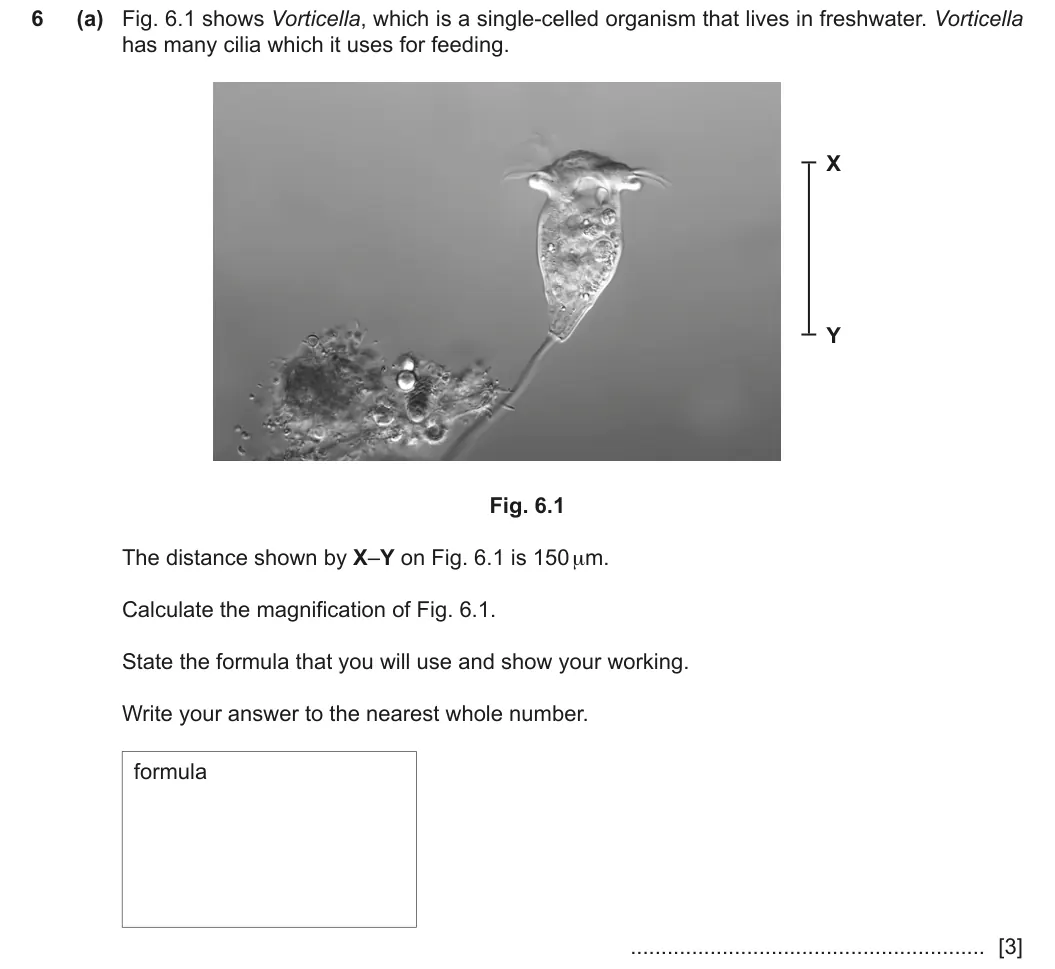 6 (a) Fig. 6.1 shows Vorticella, which is a single-celled organism that lives in freshwater. Vorticella
has many cilia which it uses for feeding.
X
Y
Fig. 6.1
The distance shown by X–Y on Fig. 6.1 is 150 μm.
Calculate the magnification of Fig. 6.1.
State the formula that you will use and show your working.
Write your answer to the nearest whole number.
formula
........................................................... [3]